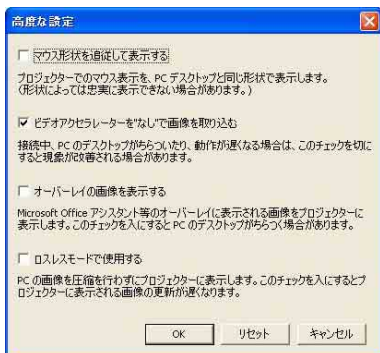 高度な設定
マウス形状を追従して表示する
プロジェクターでのマウス表示を、PC デスクトップと同じ形状で表示します。
(形状によっては忠実に表示できない場合があります。)
ビデオアクセラレーターを"なし"で画像を取り込む
接続中、PC のデスクトップがちらついたり、動作が遅くなる場合は、このチェックを切に
すると現象が改善される場合があります。
オーバーレイの画像を表示する
Microsoft Office アシスタント等のオーバーレイに表示される画像をプロジェクターに
表示します。このチェックを入にするとPC のデスクトップがちらつく場合があります。
ロスレスモードで使用する
PC の画像を圧縮を行わずにプロジェクターに表示します。このチェックを入にするとプ
ロジェクターに表示される画像の更新が遅くなります。
OK リセット キャンセル